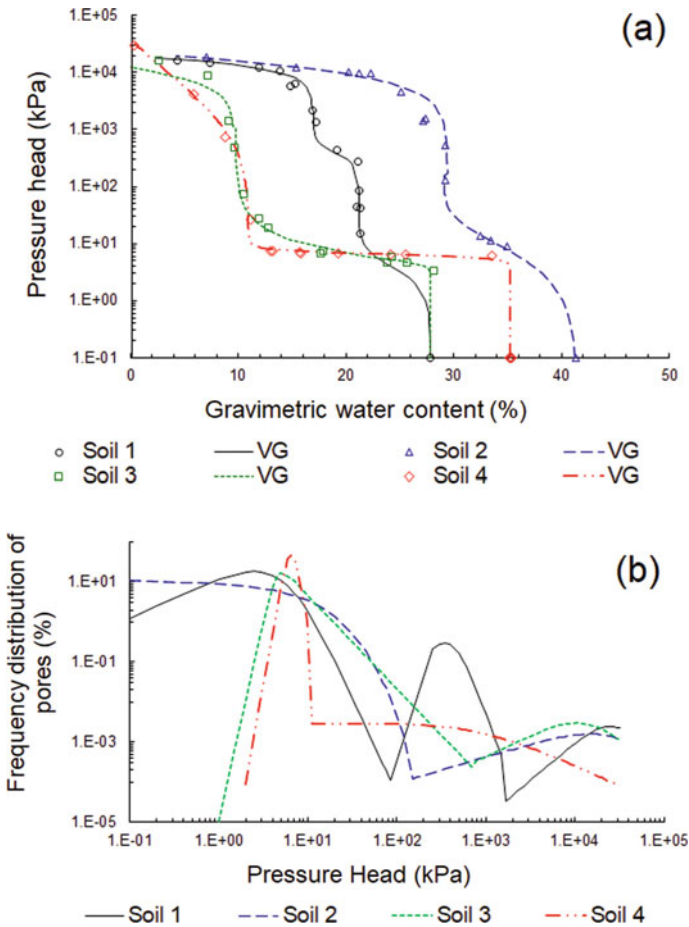 (a)
Pressure head (kPa)
1.E+05
1.E+04
1.E+03
1.E+02
1.E+01
1.E+00
1.E-01
0 10 20 30 40 50
Gravimetric water content (%)
Soil 1 VG Soil 2 VG
Soil 3 VG Soil 4 VG
(b)
Frequency distribution of
pores (%)
1.E+01
1.E-01
1.E-03
1.E-05
1.E-01 1.E+00 1.E+01 1.E+02 1.E+03 1.E+04 1.E+05
Pressure Head (kPa)
Soil 1 Soil 2 Soil 3 Soil 4